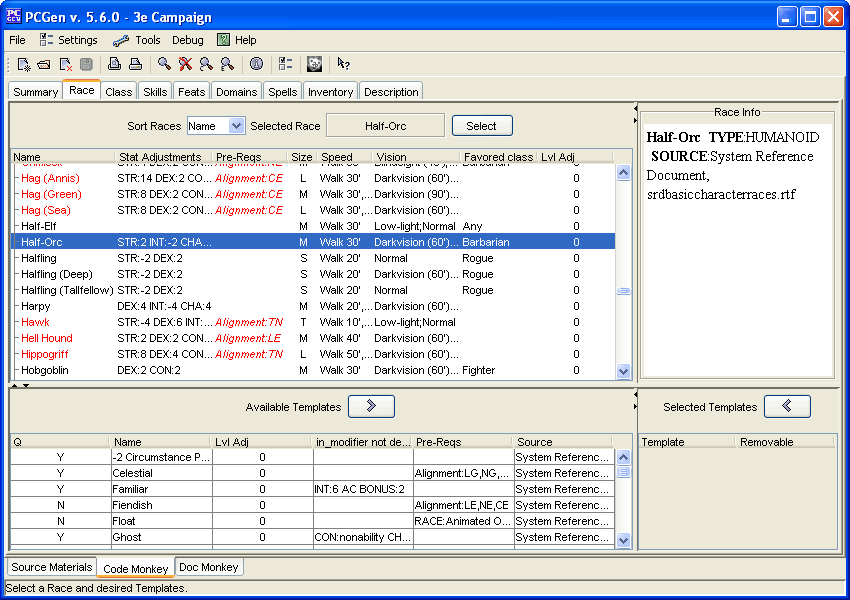 PCGen v. 5.6.0 - 3e Campaign
File Settings Tools Debug Help
Summary Race Class Skills Feats Domains Spells Inventory Description
Sort Races Name Selected Race Half-Orc Select
Name Stat Adjustments Pre-Reqs Size Speed Vision Favored class Lvl Adj
Hag (Annis) STR:14 DEX:2 CO... Alignment:CE L Walk 30' Darkvision (60')... 0
Hag (Green) STR:8 DEX:2 CON... Alignment:CE M Walk 30',... Darkvision (90')... 0
Hag (Sea) STR:8 DEX:2 CON... Alignment:CE L Walk 30',... Darkvision (60')... 0
Half-Elf M Walk 30' Low-light;Normal Any 0
Half-Orc STR:2 INT:-2 CHA... M Walk 30' Darkvision (60')... Barbarian 0
Halfling STR:-2 DEX:2 S Walk 20' Normal Rogue 0
Halfling (Deep) STR:-2 DEX:2 S Walk 20' Darkvision (60')... Rogue 0
Halfling (Tallfellow) STR:-2 DEX:2 S Walk 20' Normal Rogue 0
Harpy DEX:4 INT:-4 CHA:4 M Walk 20',... Darkvision (60')... 0
Hawk STR:-4 DEX:6 INT:... Alignment:TN T Walk 10',... Low-light;Normal 0
Hell Hound STR:2 DEX:2 CON... Alignment:LE M Walk 40' Darkvision (60')... 0
Hippogriff STR:8 DEX:4 CON... Alignment:TN L Walk 50',... Darkvision (60')... 0
Hobgoblin DEX:2 CON:2 M Walk 30' Darkvision (60')... Fighter 0
Race Info
Half-Orc TYPE:HUMANOID
SOURCE:System Reference
Document,
srdbasiccharacterraces.rtf
Available Templates
Q Name Lvl Adj in_modifier not de... Pre-Reqs Source
Y -2 Circumstance P... 0 System Referenc...
Y Celestial 0 Alignment:LG,NG,... System Referenc...
Y Familiar 0 INT:6 AC BONUS:2 System Referenc...
N Fiendish 0 Alignment:LE,NE,CE System Referenc...
N Float 0 RACE:Animated O... System Referenc...
Y Ghost 0 CON:nonability CH... System Referenc...
Selected Templates
Template Removable
Source Materials Code Monkey Doc Monkey
Select a Race and desired Templates.